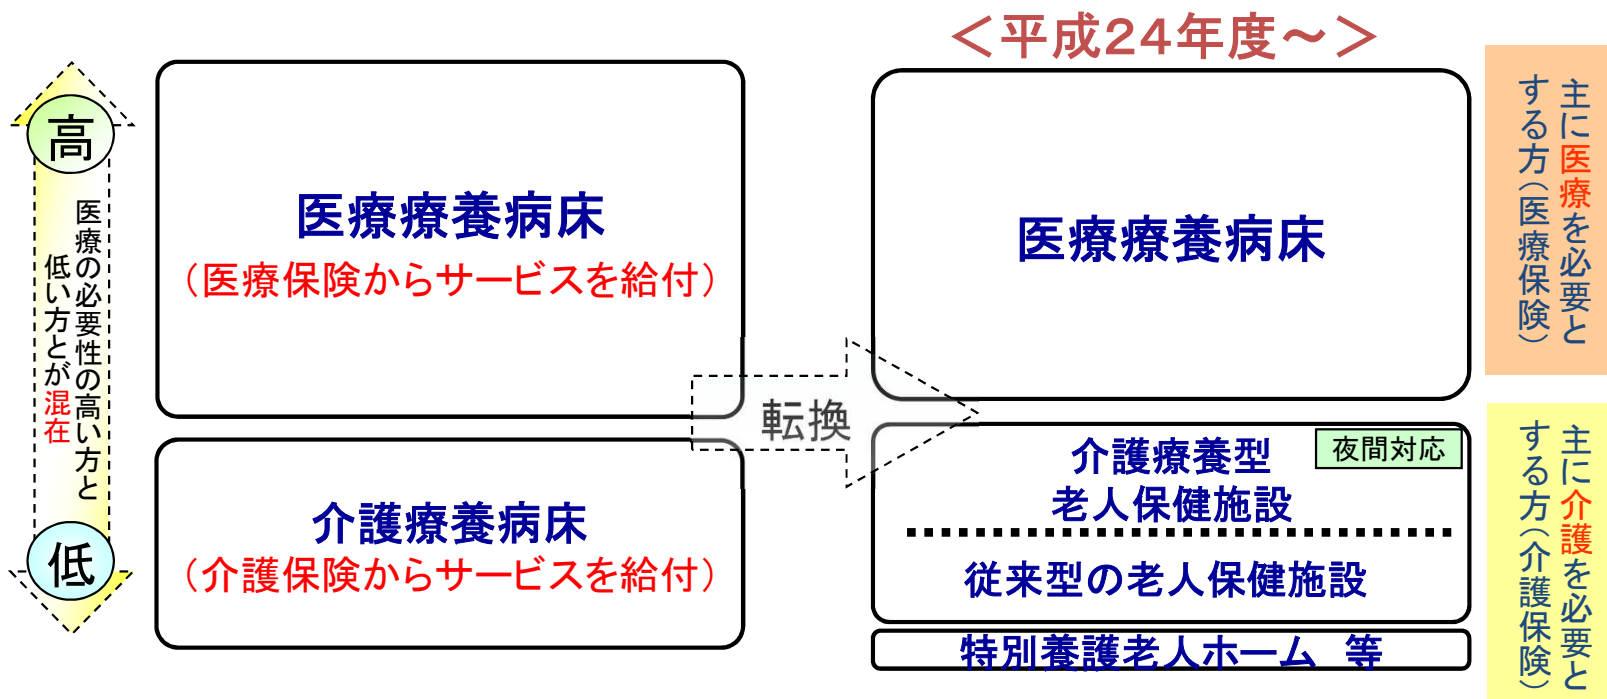 ＜平成24年度～＞
高
医療の必要性の高い方と
低い方とが混在
低
医療療養病床
（医療保険からサービスを給付）
介護療養病床
（介護保険からサービスを給付）
転換
医療療養病床
介護療養型
老人保健施設
夜間対応
従来型の老人保健施設
特別養護老人ホーム　等
主に医療を必要と
する方（医療保険）
主に介護を必要と
する方（介護保険）